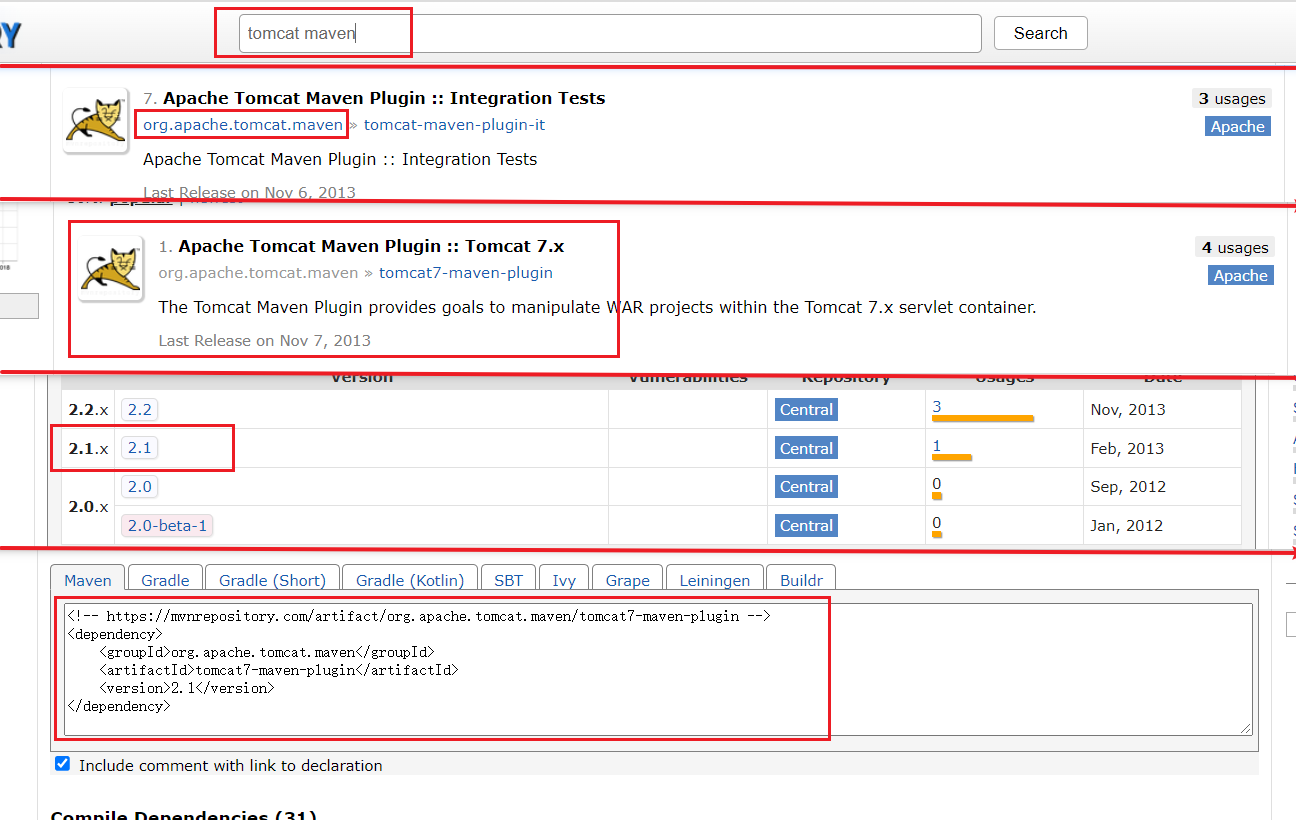 RY
tomcat maven
Search
7. Apache Tomcat Maven Plugin :: Integration Tests
3 usages
org.apache.tomcat.maven » tomcat-maven-plugin-it
Apache
Apache Tomcat Maven Plugin :: Integration Tests
Last Release on Nov 6, 2013
1. Apache Tomcat Maven Plugin :: Tomcat 7.x
4 usages
org.apache.tomcat.maven » tomcat7-maven-plugin
Apache
The Tomcat Maven Plugin provides goals to manipulate WAR projects within the Tomcat 7.x servlet container.
Last Release on Nov 7, 2013
Version Vulnerabilities Repository Usages Date
2.2.x 2.2 Central 3 Nov, 2013
2.1.x 2.1 Central 1 Feb, 2013
2.0.x
2.0 Central 0 Sep, 2012
2.0-beta-1 Central 0 Jan, 2012
Maven Gradle Gradle (Short) Gradle (Kotlin) SBT Ivy Grape Leiningen Buildr
<!-- https://mvnrepository.com/artifact/org.apache.tomcat.maven/tomcat7-maven-plugin -->
<dependency>
    <groupId>org.apache.tomcat.maven</groupId>
    <artifactId>tomcat7-maven-plugin</artifactId>
    <version>2.1</version>
</dependency>
Include comment with link to declaration
Compile Dependencies (31)